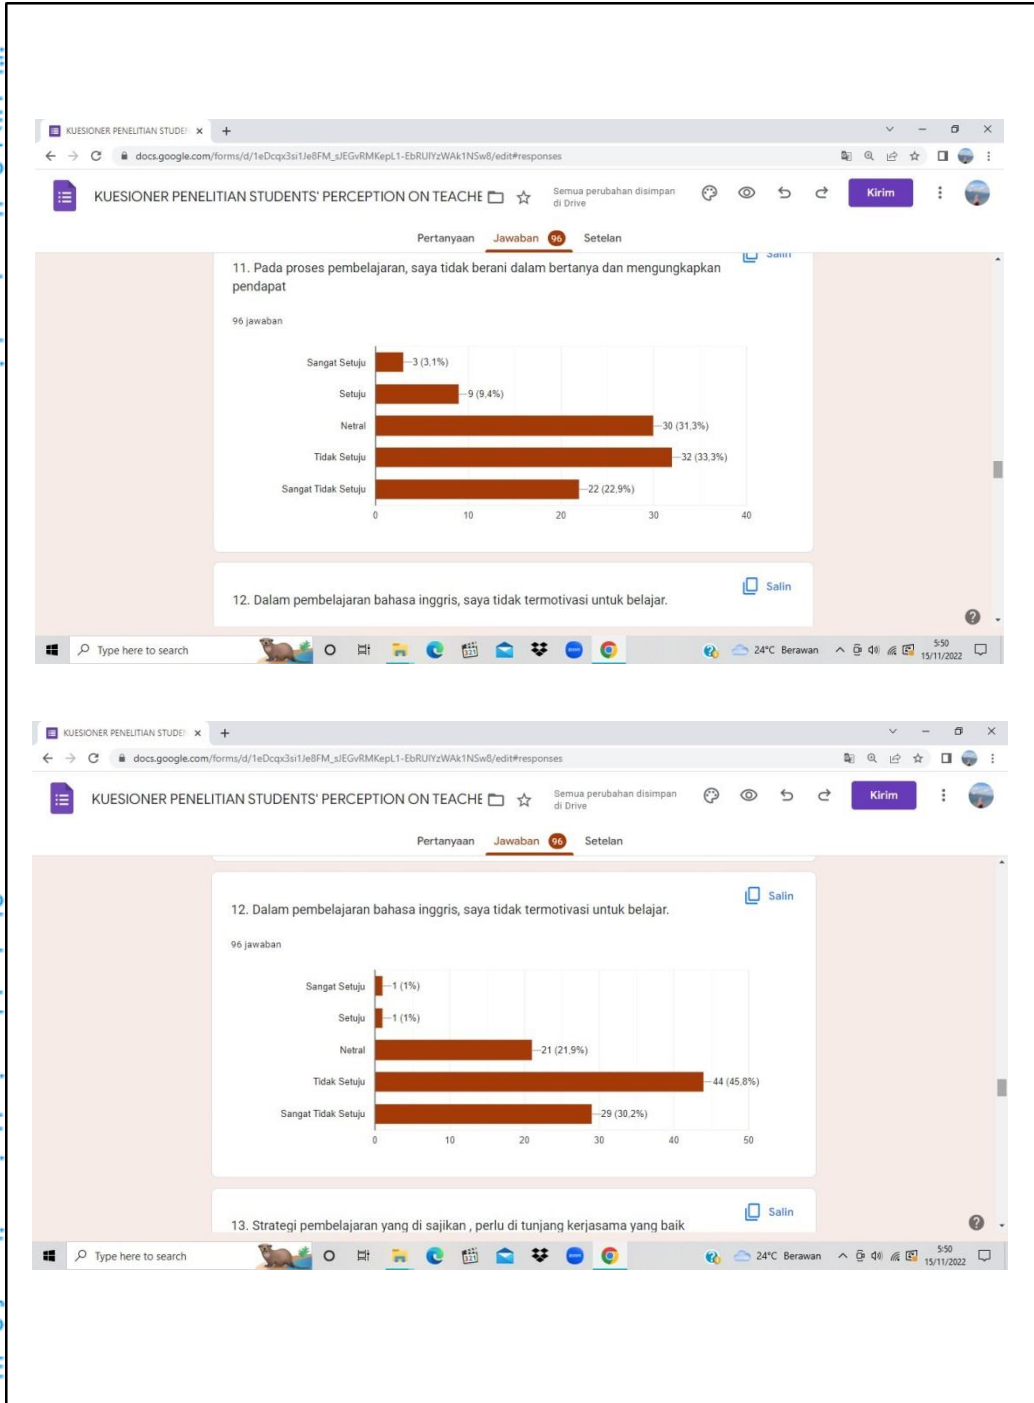 KUESIONER PENELITIAN STUDEN
docs.google.com/forms/d/1eDcqx3si1Je8FM_sJEGvRMKepL1-EbRUIYzWAk1NSw8/edit#responses
KUESIONER PENELITIAN STUDENTS' PERCEPTION ON TEACHE
Semua perubahan disimpan
di Drive
Kirim
Pertanyaan Jawaban 96 Setelan
Salin
11. Pada proses pembelajaran, saya tidak berani dalam bertanya dan mengungkapkan
pendapat
96 jawaban
Sangat Setuju 3 (3,1%)
Setuju 9 (9,4%)
Netral 30 (31,3%)
Tidak Setuju 32 (33,3%)
Sangat Tidak Setuju 22 (22,9%)
0 10 20 30 40
Salin
12. Dalam pembelajaran bahasa inggris, saya tidak termotivasi untuk belajar.
Type here to search
24°C Berawan
5:50
15/11/2022
KUESIONER PENELITIAN STUDEN
docs.google.com/forms/d/1eDcqx3si1Je8FM_sJEGvRMKepL1-EbRUIYzWAk1NSw8/edit#responses
KUESIONER PENELITIAN STUDENTS' PERCEPTION ON TEACHE
Semua perubahan disimpan
di Drive
Kirim
Pertanyaan Jawaban 96 Setelan
Salin
12. Dalam pembelajaran bahasa inggris, saya tidak termotivasi untuk belajar.
96 jawaban
Sangat Setuju 1 (1%)
Setuju 1 (1%)
Netral 21 (21,9%)
Tidak Setuju 44 (45,8%)
Sangat Tidak Setuju 29 (30,2%)
0 10 20 30 40 50
Salin
13. Strategi pembelajaran yang di sajikan , perlu di tunjang kerjasama yang baik
Type here to search
24°C Berawan
5:50
15/11/2022